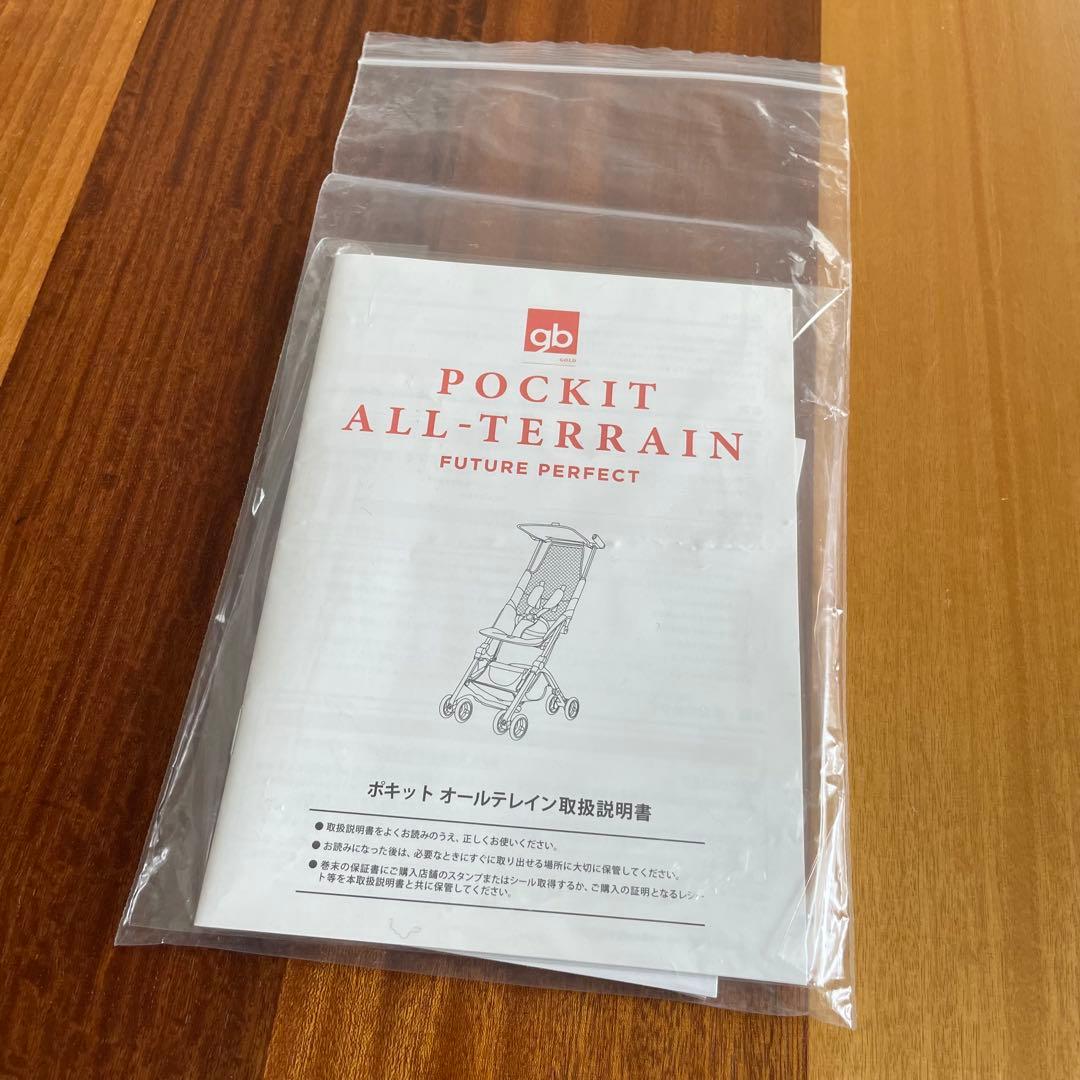 gb
GOLD
POCKIT
ALL-TERRAIN
FUTURE PERFECT
ポキット オールテレイン取扱説明書
● 取扱説明書をよくお読みのうえ、正しくお使いください。
● お読みになった後は、必要なときにすぐに取り出せる場所に大切に保管してください。
● 巻末の保証書にご購入店舗のスタンプまたはシール取得するか、ご購入の証明となるレシー
ト等を本取扱説明書と共に保管してください。